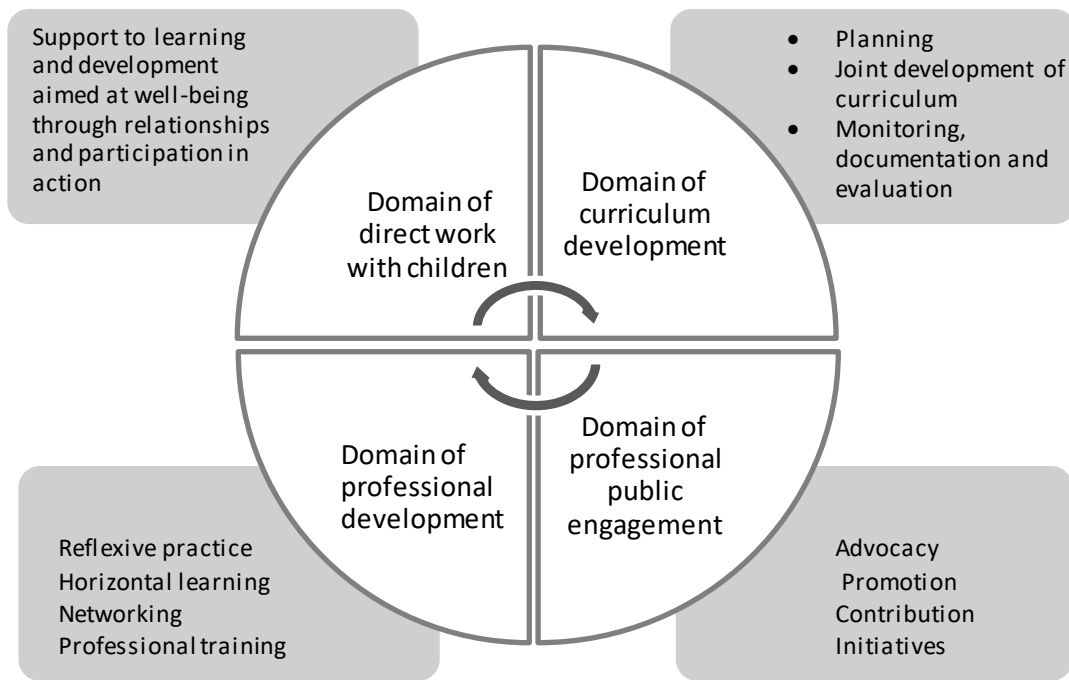 Support to learning
and development
aimed at well-being
through relationships
and participation in
action
• Planning
• Joint development of
curriculum
• Monitoring,
documentation and
evaluation
Domain of
direct work
with children
Domain of
curriculum
development
Domain of
professional
development
Domain of
professional
public
engagement
Reflexive practice
Horizontal learning
Networking
Professional training
Advocacy
Promotion
Contribution
Initiatives